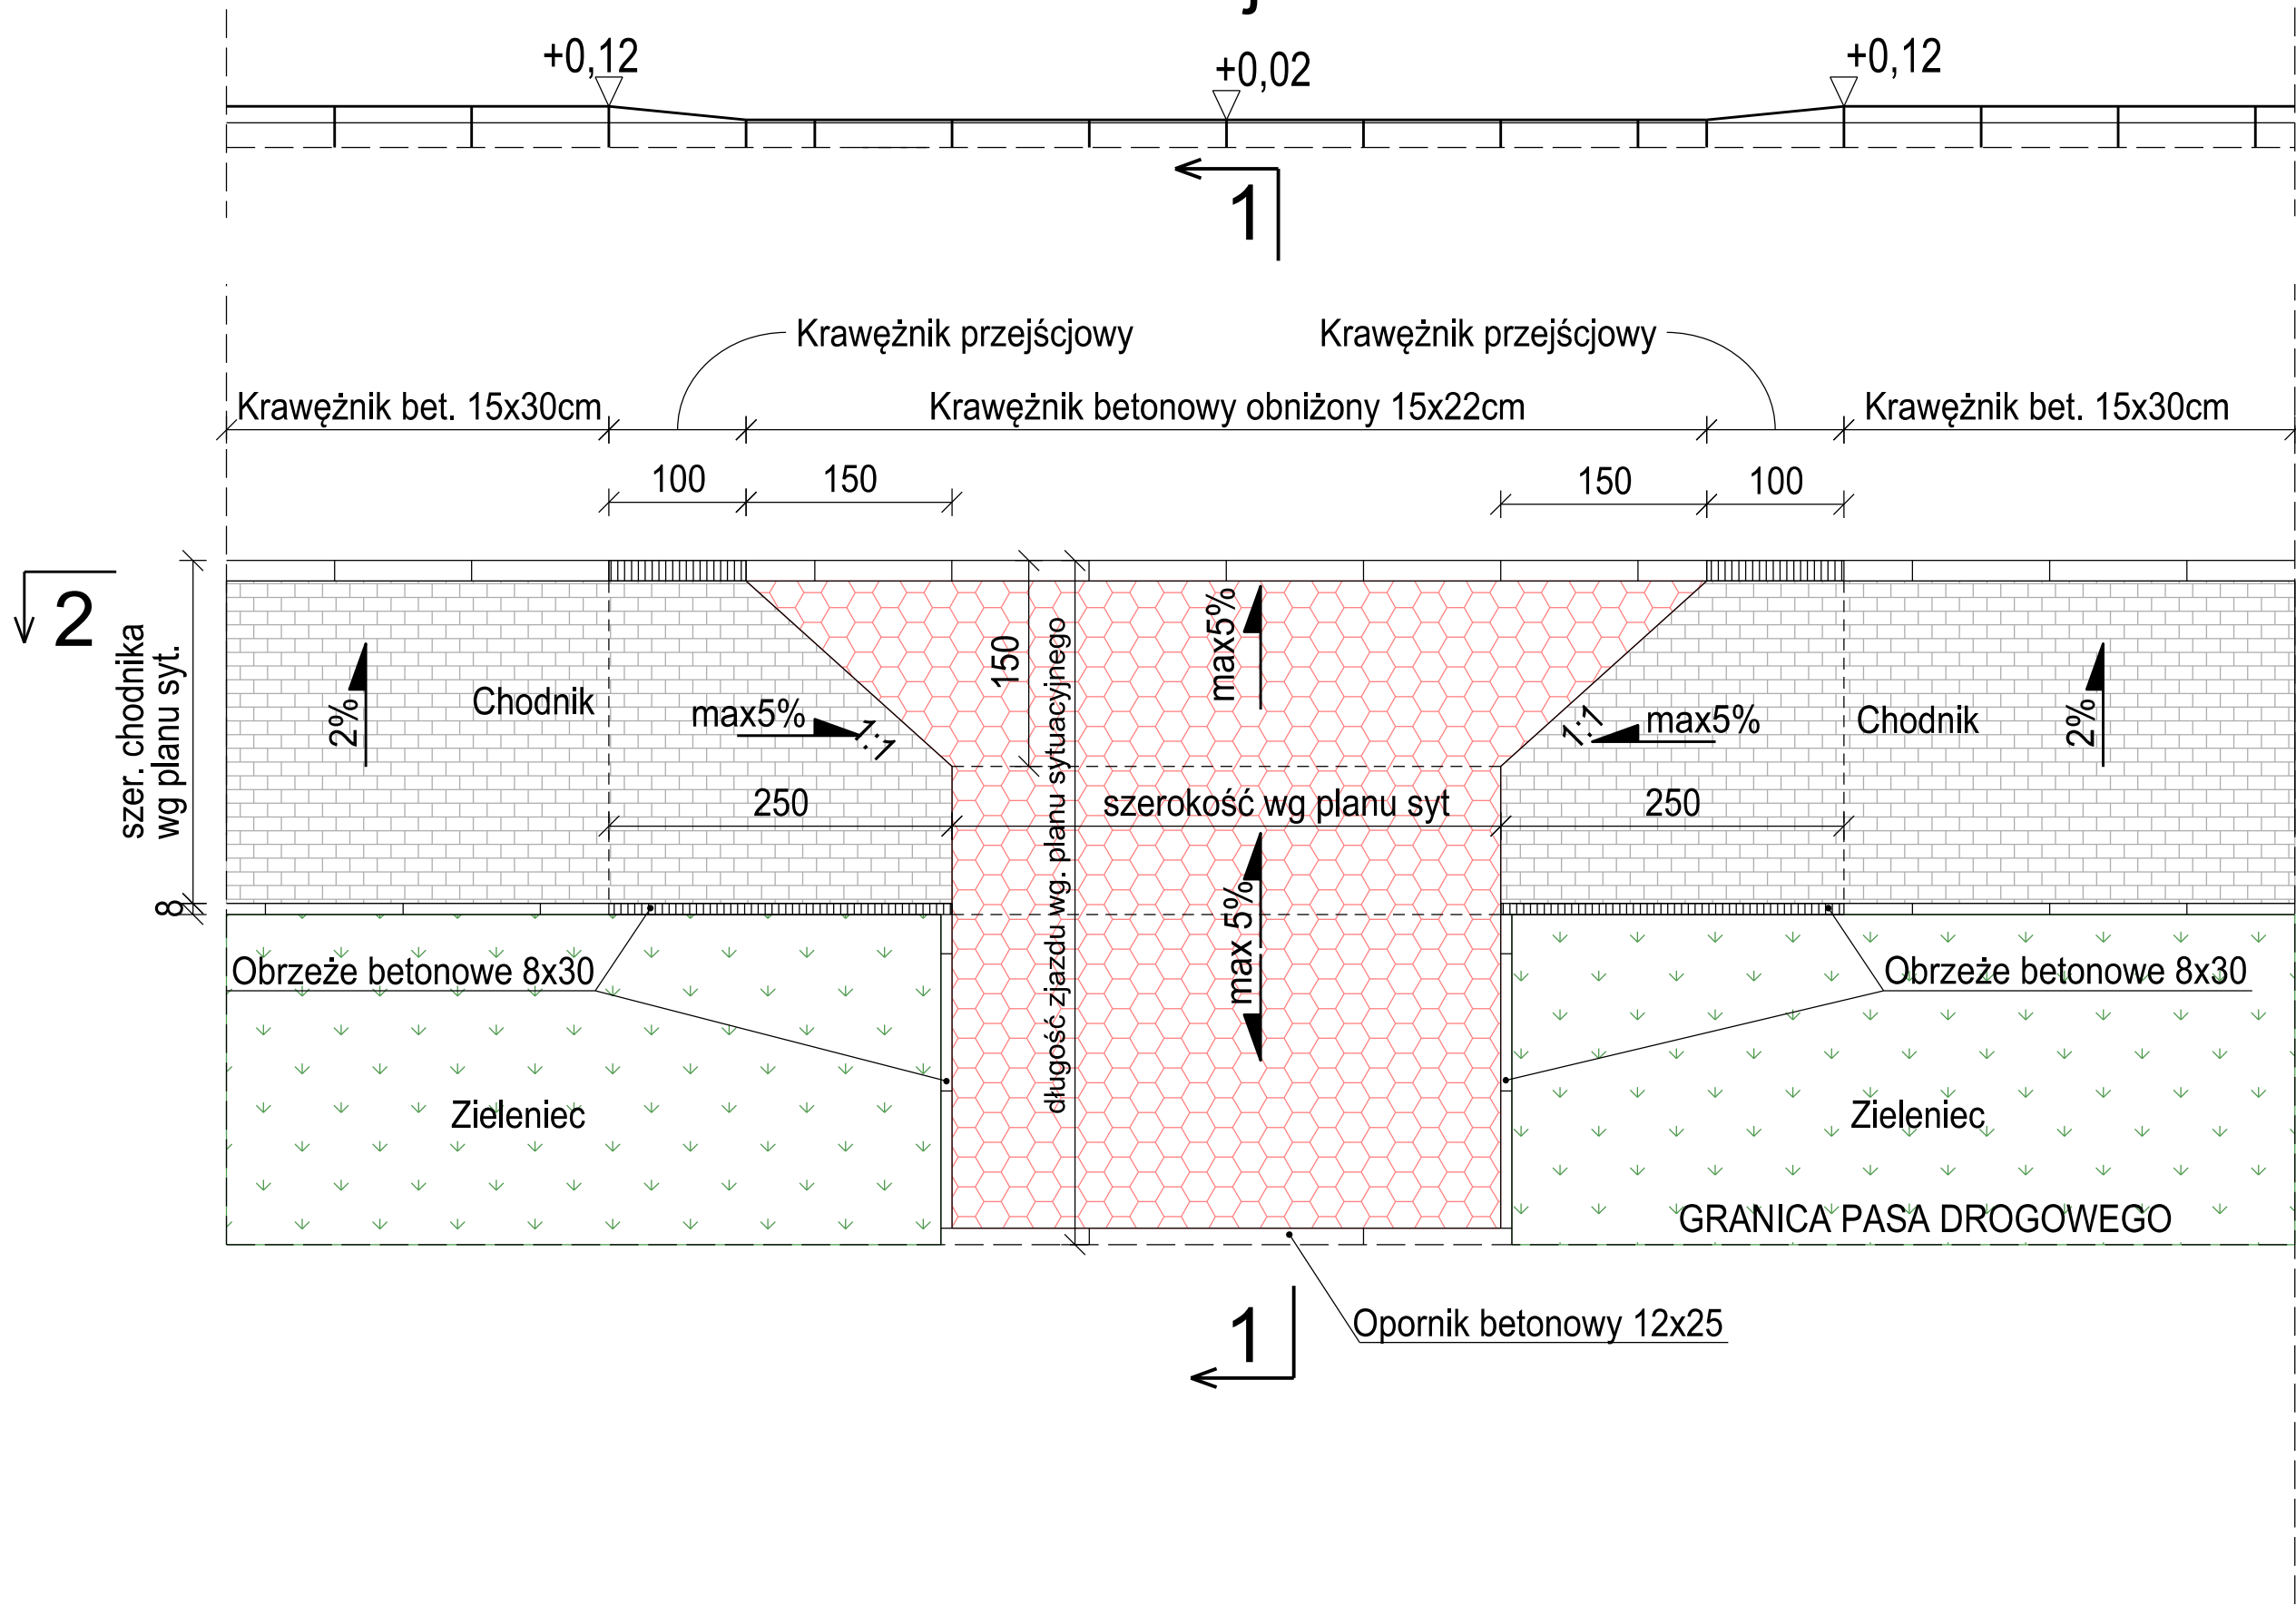 j
+0,12
+0,02
+0,12
1
Krawężnik przejścjowy
Krawężnik przejścjowy
Krawężnik bet. 15x30cm
Krawężnik betonowy obniżony 15x22cm
Krawężnik bet. 15x30cm
100
150
150
100
2
szer. chodnika
wg planu syt.
8
2%
Chodnik
max5%
1:1
150
długość zjazdu wg. planu sytuacyjnego
max5%
1:1
max5%
Chodnik
2%
250
szerokość wg planu syt
250
max 5%
Obrzeże betonowe 8x30
Obrzeże betonowe 8x30
Zieleniec
Zieleniec
GRANICA PASA DROGOWEGO
1
Opornik betonowy 12x25